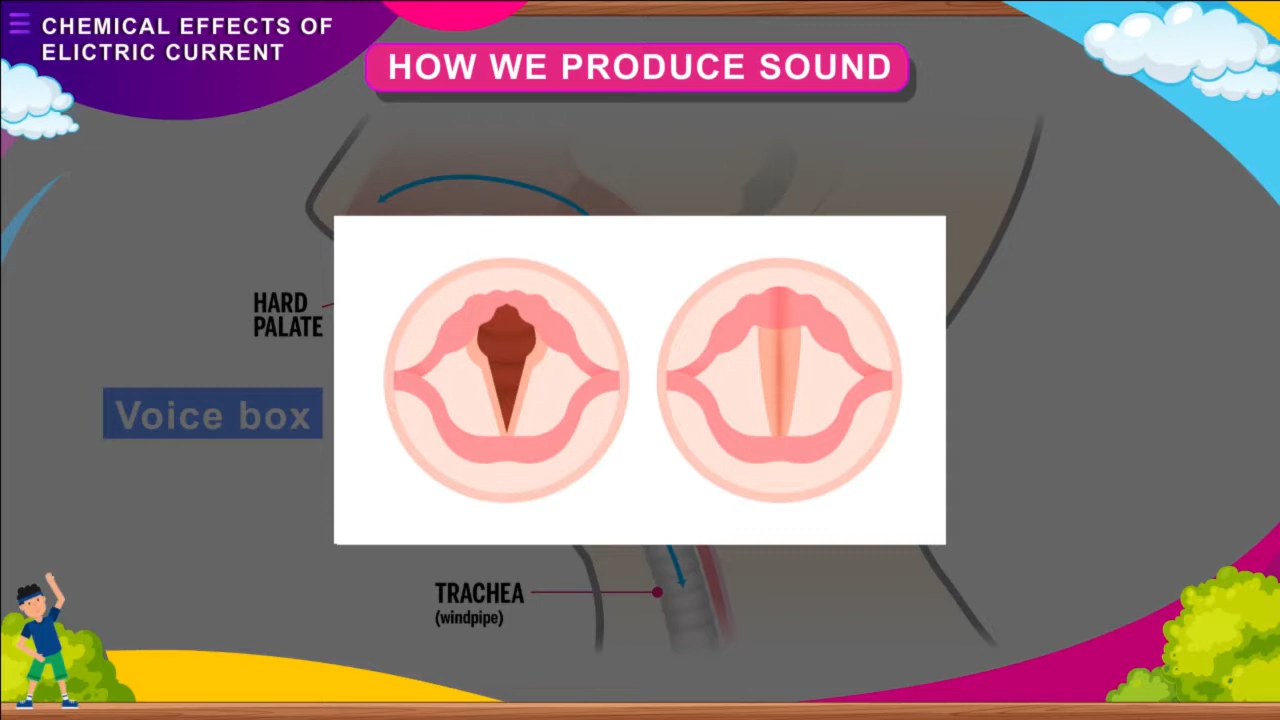 CHEMICAL EFFECTS OF
ELICTRIC CURRENT
HOW WE PRODUCE SOUND
HARD
PALATE
Voice box
TRACHEA
(windpipe)